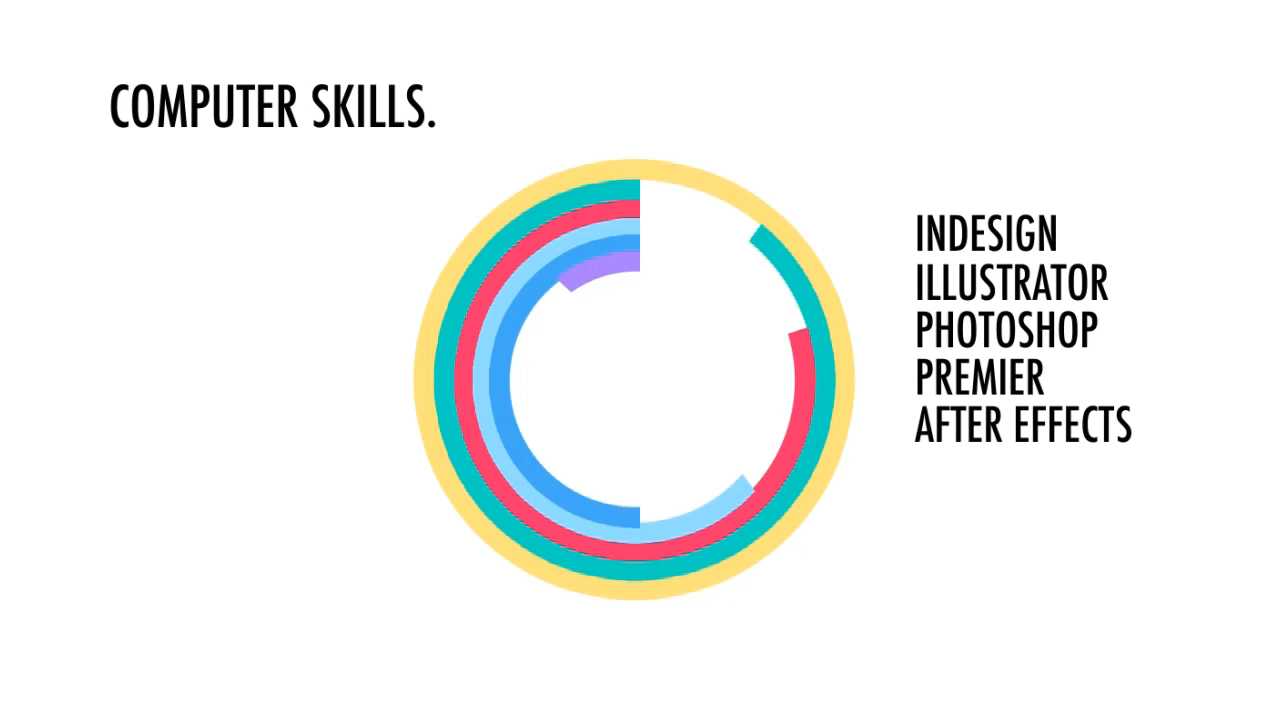 COMPUTER SKILLS.
INDESIGN
ILLUSTRATOR
PHOTOSHOP
PREMIER
AFTER EFFECTS